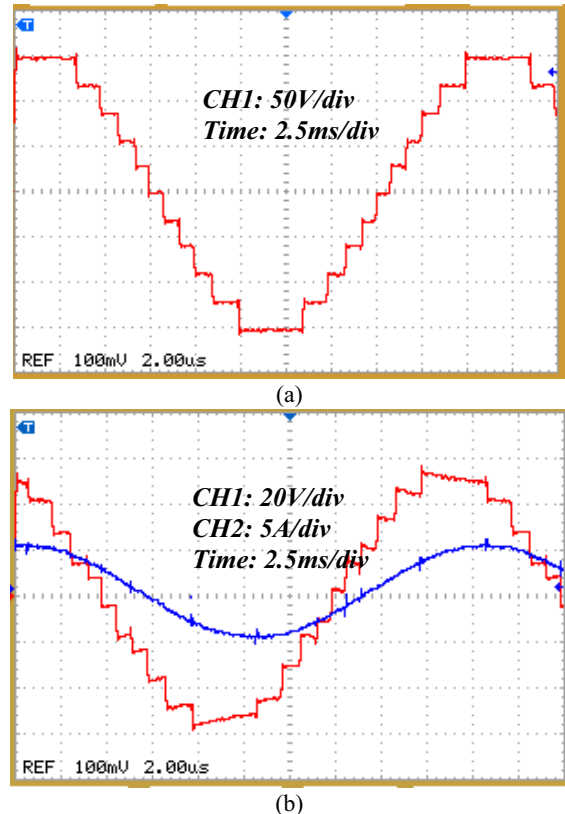 T
CH1: 50V/div
Time: 2.5ms/div
REF 100mV 2.00us
(a)
T
CH1: 20V/div
CH2: 5A/div
Time: 2.5ms/div
REF 100mV 2.00us
(b)